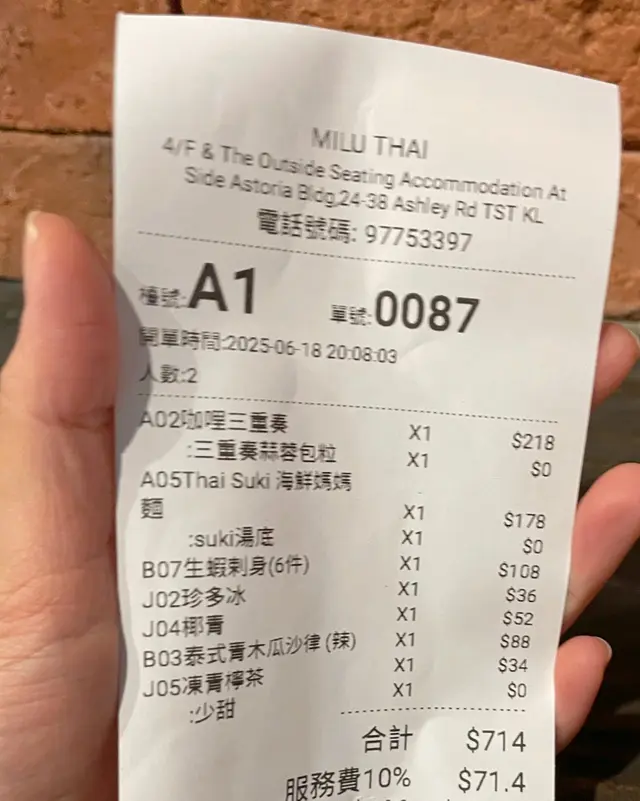 MILU THAI
4/F & The Outside Seating Accommodation At
Side Astoria Bldg,24-38 Ashley Rd TST KL
電話號碼: 97753397
檯號:A1 單號:0087
開單時間:2025-06-18 20:08:03
人數:2
A02咖哩三重奏 X1 $218
:三重奏蒜蓉包粒 X1 $0
A05Thai Suki 海鮮媽媽
麵 X1 $178
:suki湯底 X1 $0
B07生蝦刺身(6件) X1 $108
J02珍多冰 X1 $36
J04椰青 X1 $52
B03泰式青木瓜沙律 (辣) X1 $88
J05凍青檸茶 X1 $34
:少甜 X1 $0
合計 $714
服務費10% $71.4